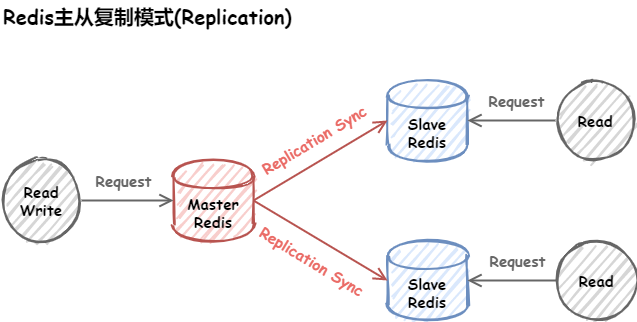 Redis主从复制模式(Replication)
Read
Write
Request
Master
Redis
Replication Sync
Replication Sync
Slave
Redis
Request
Read
Slave
Redis
Request
Read